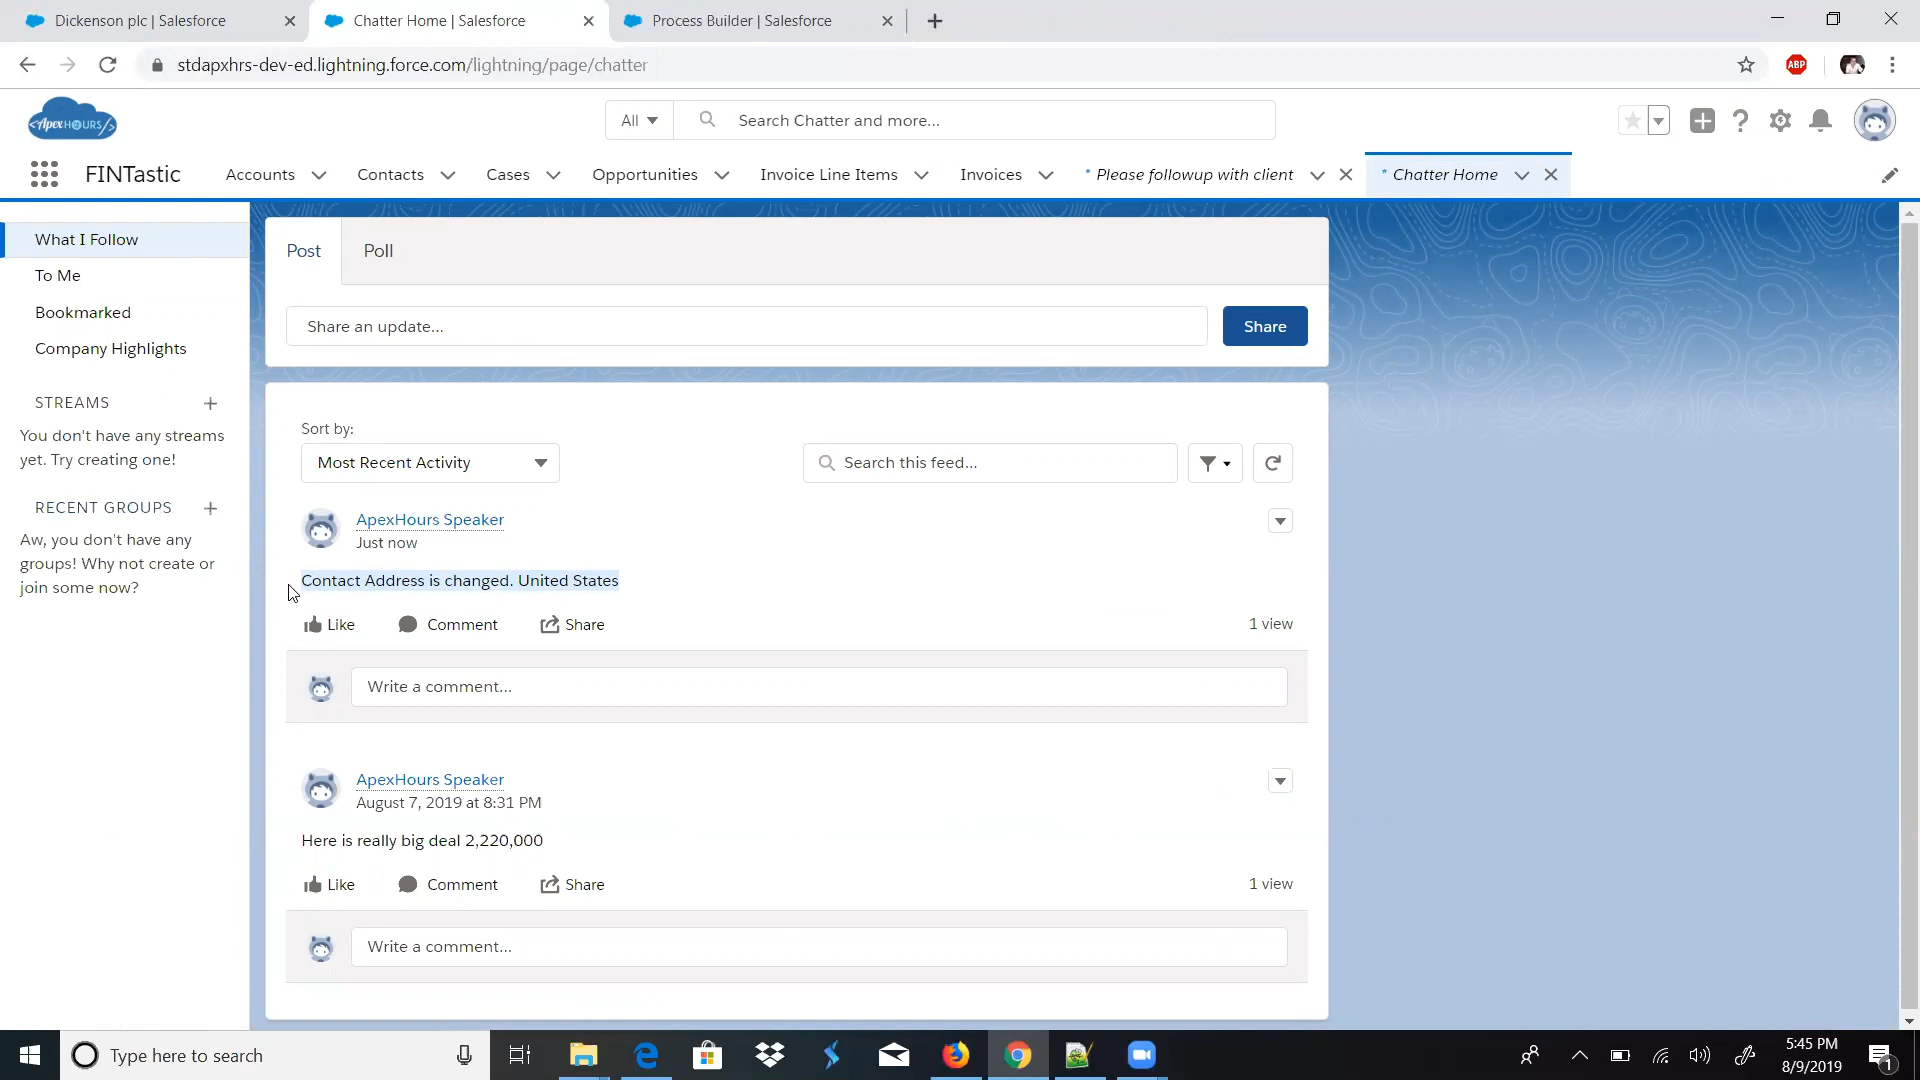 Dickenson plc | Salesforce
Chatter Home | Salesforce
Process Builder | Salesforce
stdapxhrs-dev-ed.lightning.force.com/lightning/page/chatter
ABP
<ApexHOURS/>
All
Search Chatter and more...
FINTastic
Accounts
Contacts
Cases
Opportunities
Invoice Line Items
Invoices
* Please followup with client
* Chatter Home
What I Follow
To Me
Bookmarked
Company Highlights
STREAMS
You don't have any streams
yet. Try creating one!
RECENT GROUPS
Aw, you don't have any
groups! Why not create or
join some now?
Post
Poll
Share an update...
Share
Sort by:
Most Recent Activity
Search this feed...
ApexHours Speaker
Just now
Contact Address is changed. United States
Like
Comment
Share
1 view
Write a comment...
ApexHours Speaker
August 7, 2019 at 8:31 PM
Here is really big deal 2,220,000
Like
Comment
Share
1 view
Write a comment...
Type here to search
5:45 PM
8/9/2019
1